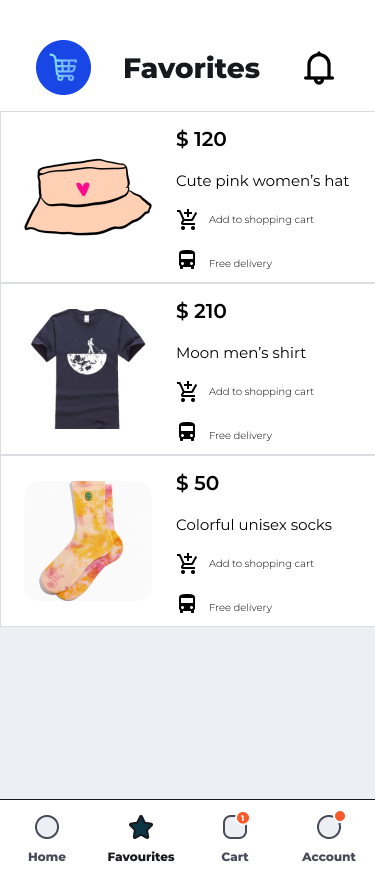 Favorites
$ 120
Cute pink women's hat
Add to shopping cart
Free delivery
$ 210
Moon men's shirt
Add to shopping cart
Free delivery
$ 50
Colorful unisex socks
Add to shopping cart
Free delivery
1
Home
Favourites
Cart
Account